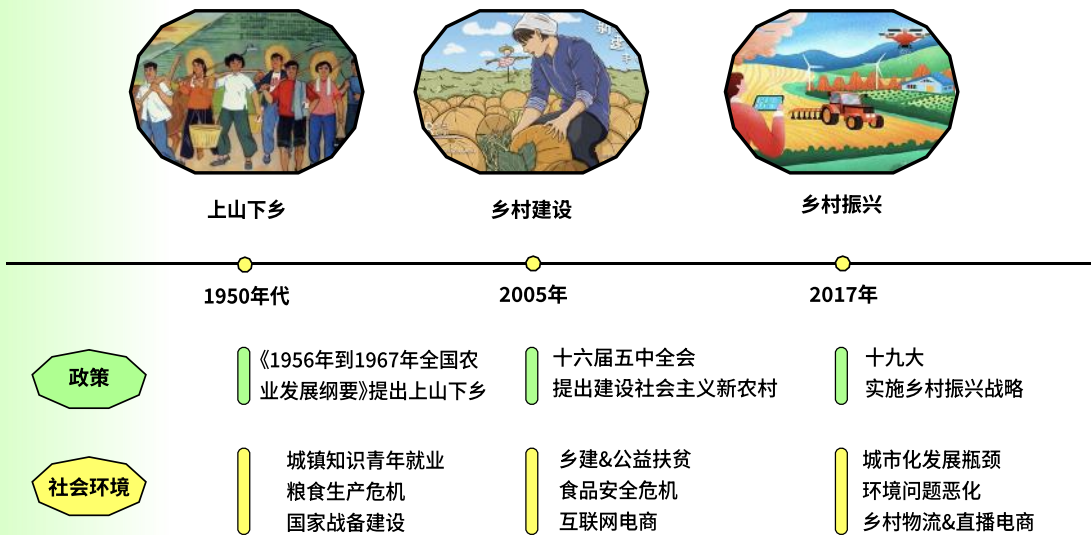 上山下乡
乡村建设
乡村振兴
1950年代
2005年
2017年
政策
《1956年到1967年全国农
业发展纲要》提出上山下乡
十六届五中全会
提出建设社会主义新农村
十九大
实施乡村振兴战略
社会环境
城镇知识青年就业
粮食生产危机
国家战备建设
乡建&公益扶贫
食品安全危机
互联网电商
城市化发展瓶颈
环境问题恶化
乡村物流&直播电商